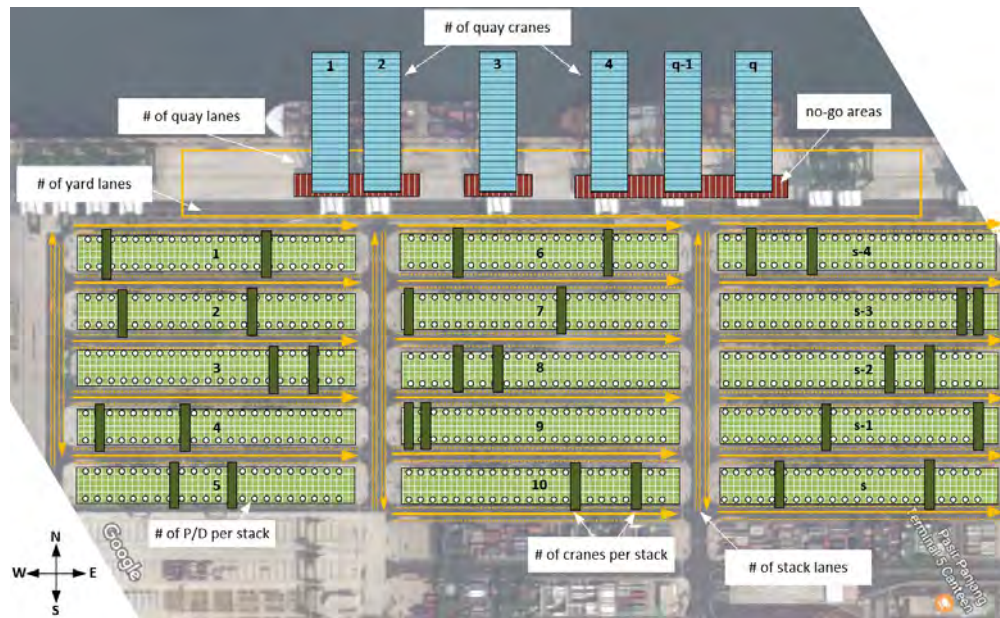 # of quay cranes
1
2
3
4
q-1
q
no-go areas
# of quay lanes
# of yard lanes
1
6
s-4
2
7
s-3
3
8
s-2
4
9
s-1
5
10
s
# of P/D per stack
# of cranes per stack
# of stack lanes
N
W
E
S
Google
Pasir Panjang
Terminal 5 Canteen